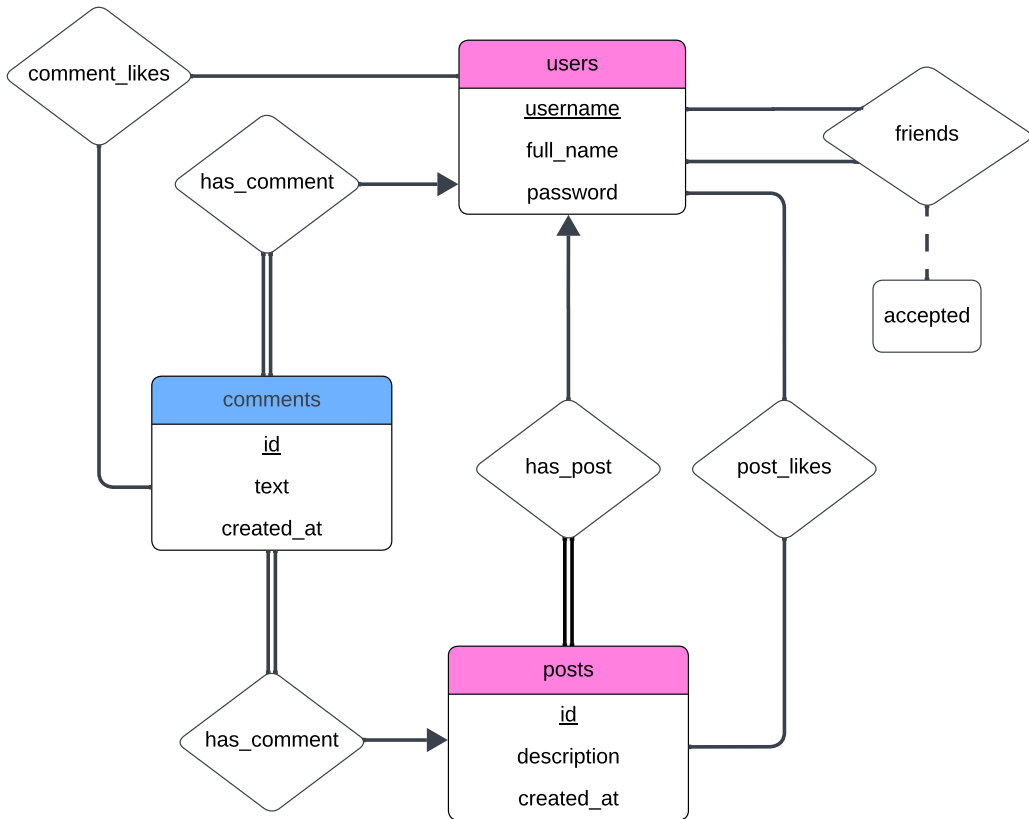 comment_likes
users
username
full_name
password
friends
has_comment
accepted
comments
id
text
created_at
has_post
post_likes
has_comment
posts
id
description
created_at